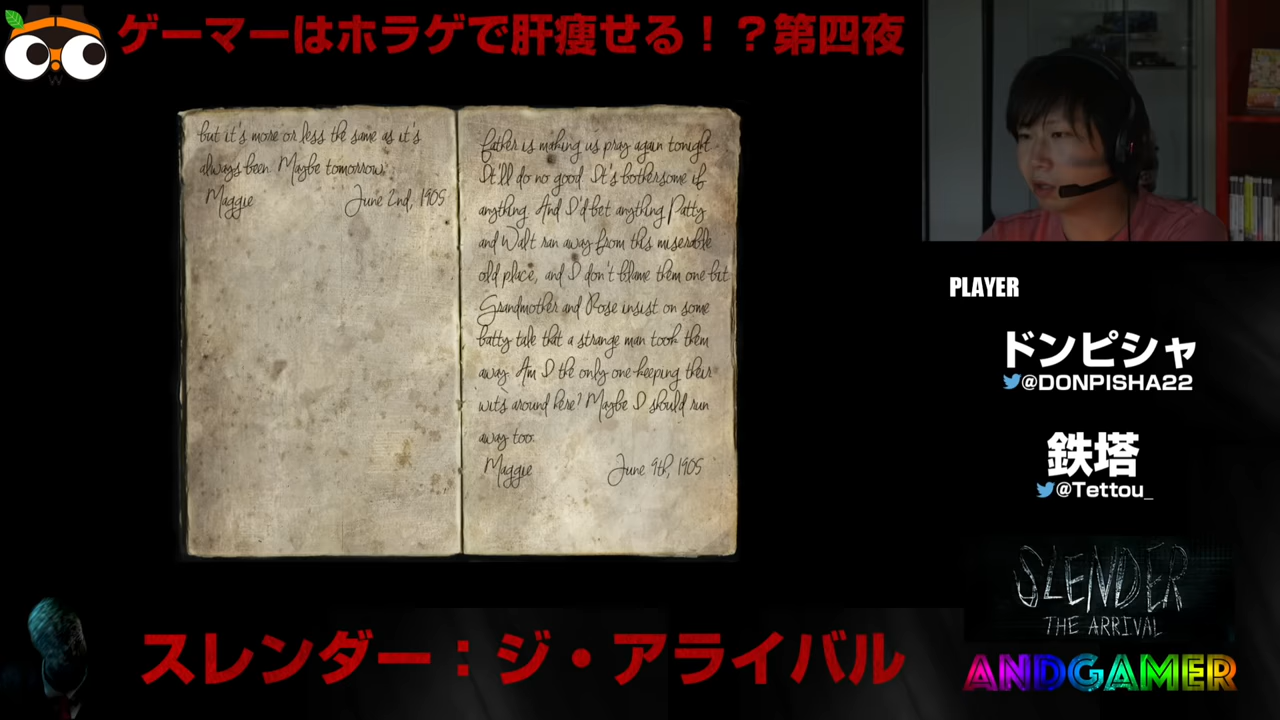 ゲーマーはホラゲで肝痩せる！？第四夜
but it's more or less the same as it's
always been. Maybe tomorrow.
Maggie June 2nd, 1905
Father is making us pray again tonight.
It'll do no good. It's bothersome if
anything. And I'd bet anything Patty
and Walt ran away from this miserable
old place, and I don't blame them one bit.
Grandmother and Rose insist on some
batty tale that a strange man took them
away. Am I the only one keeping their
wits around here? Maybe I should run
away too.
Maggie June 9th, 1905
PLAYER
ドンピシャ
@DONPISHA22
鉄塔
@Tettou_
SLENDER
THE ARRIVAL
スレンダー：ジ・アライバル
ANDGAMER